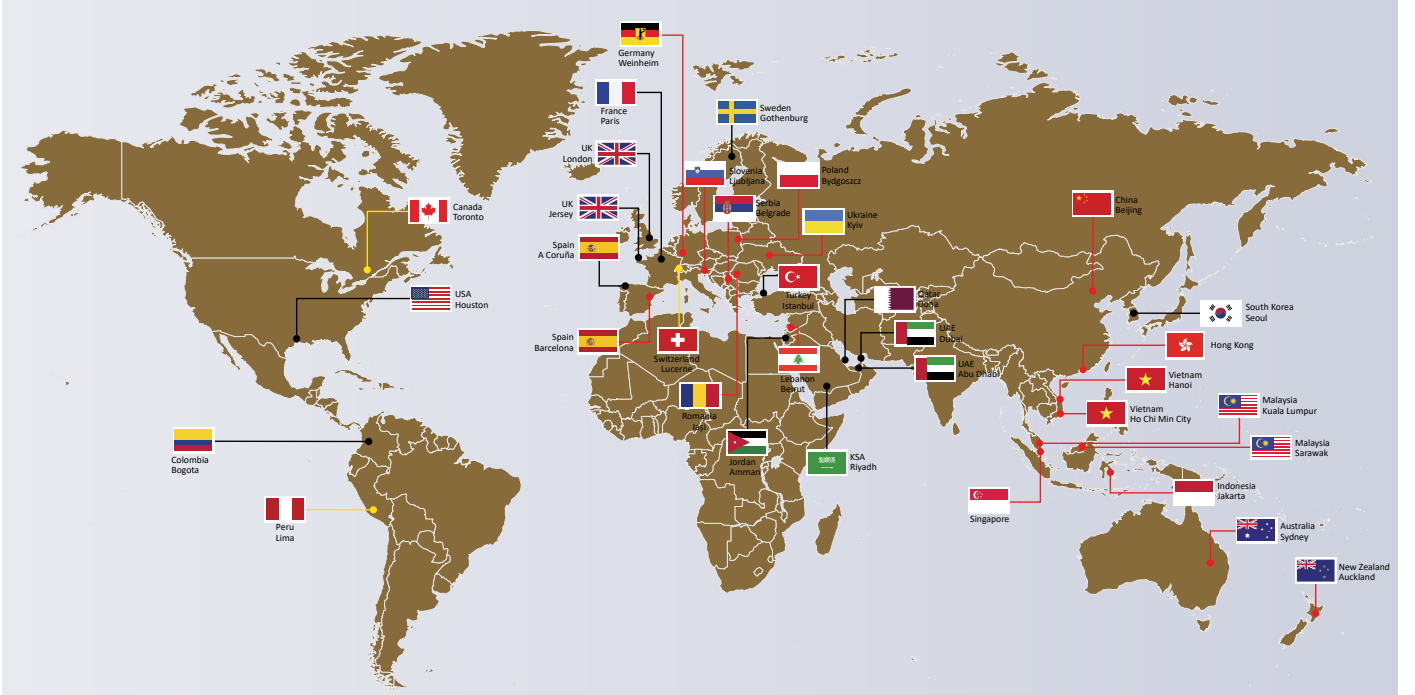 Germany
Weinheim
France
Paris
Sweden
Gothenburg
UK
London
Slovenia
Ljubljana
Poland
Bydgoszcz
UK
Jersey
Serbia
Belgrade
Ukraine
Kyiv
Canada
Toronto
China
Beijing
Spain
A Coruña
USA
Houston
Turkey
Istanbul
Qatar
Doha
South Korea
Seoul
Spain
Barcelona
Switzerland
Lucerne
UAE
Dubai
Hong Kong
Lebanon
Beirut
UAE
Abu Dhabi
Vietnam
Hanoi
Romania
Iași
Vietnam
Ho Chi Min City
Malaysia
Kuala Lumpur
Colombia
Bogota
Jordan
Amman
KSA
Riyadh
Malaysia
Sarawak
Peru
Lima
Singapore
Indonesia
Jakarta
Australia
Sydney
New Zealand
Auckland